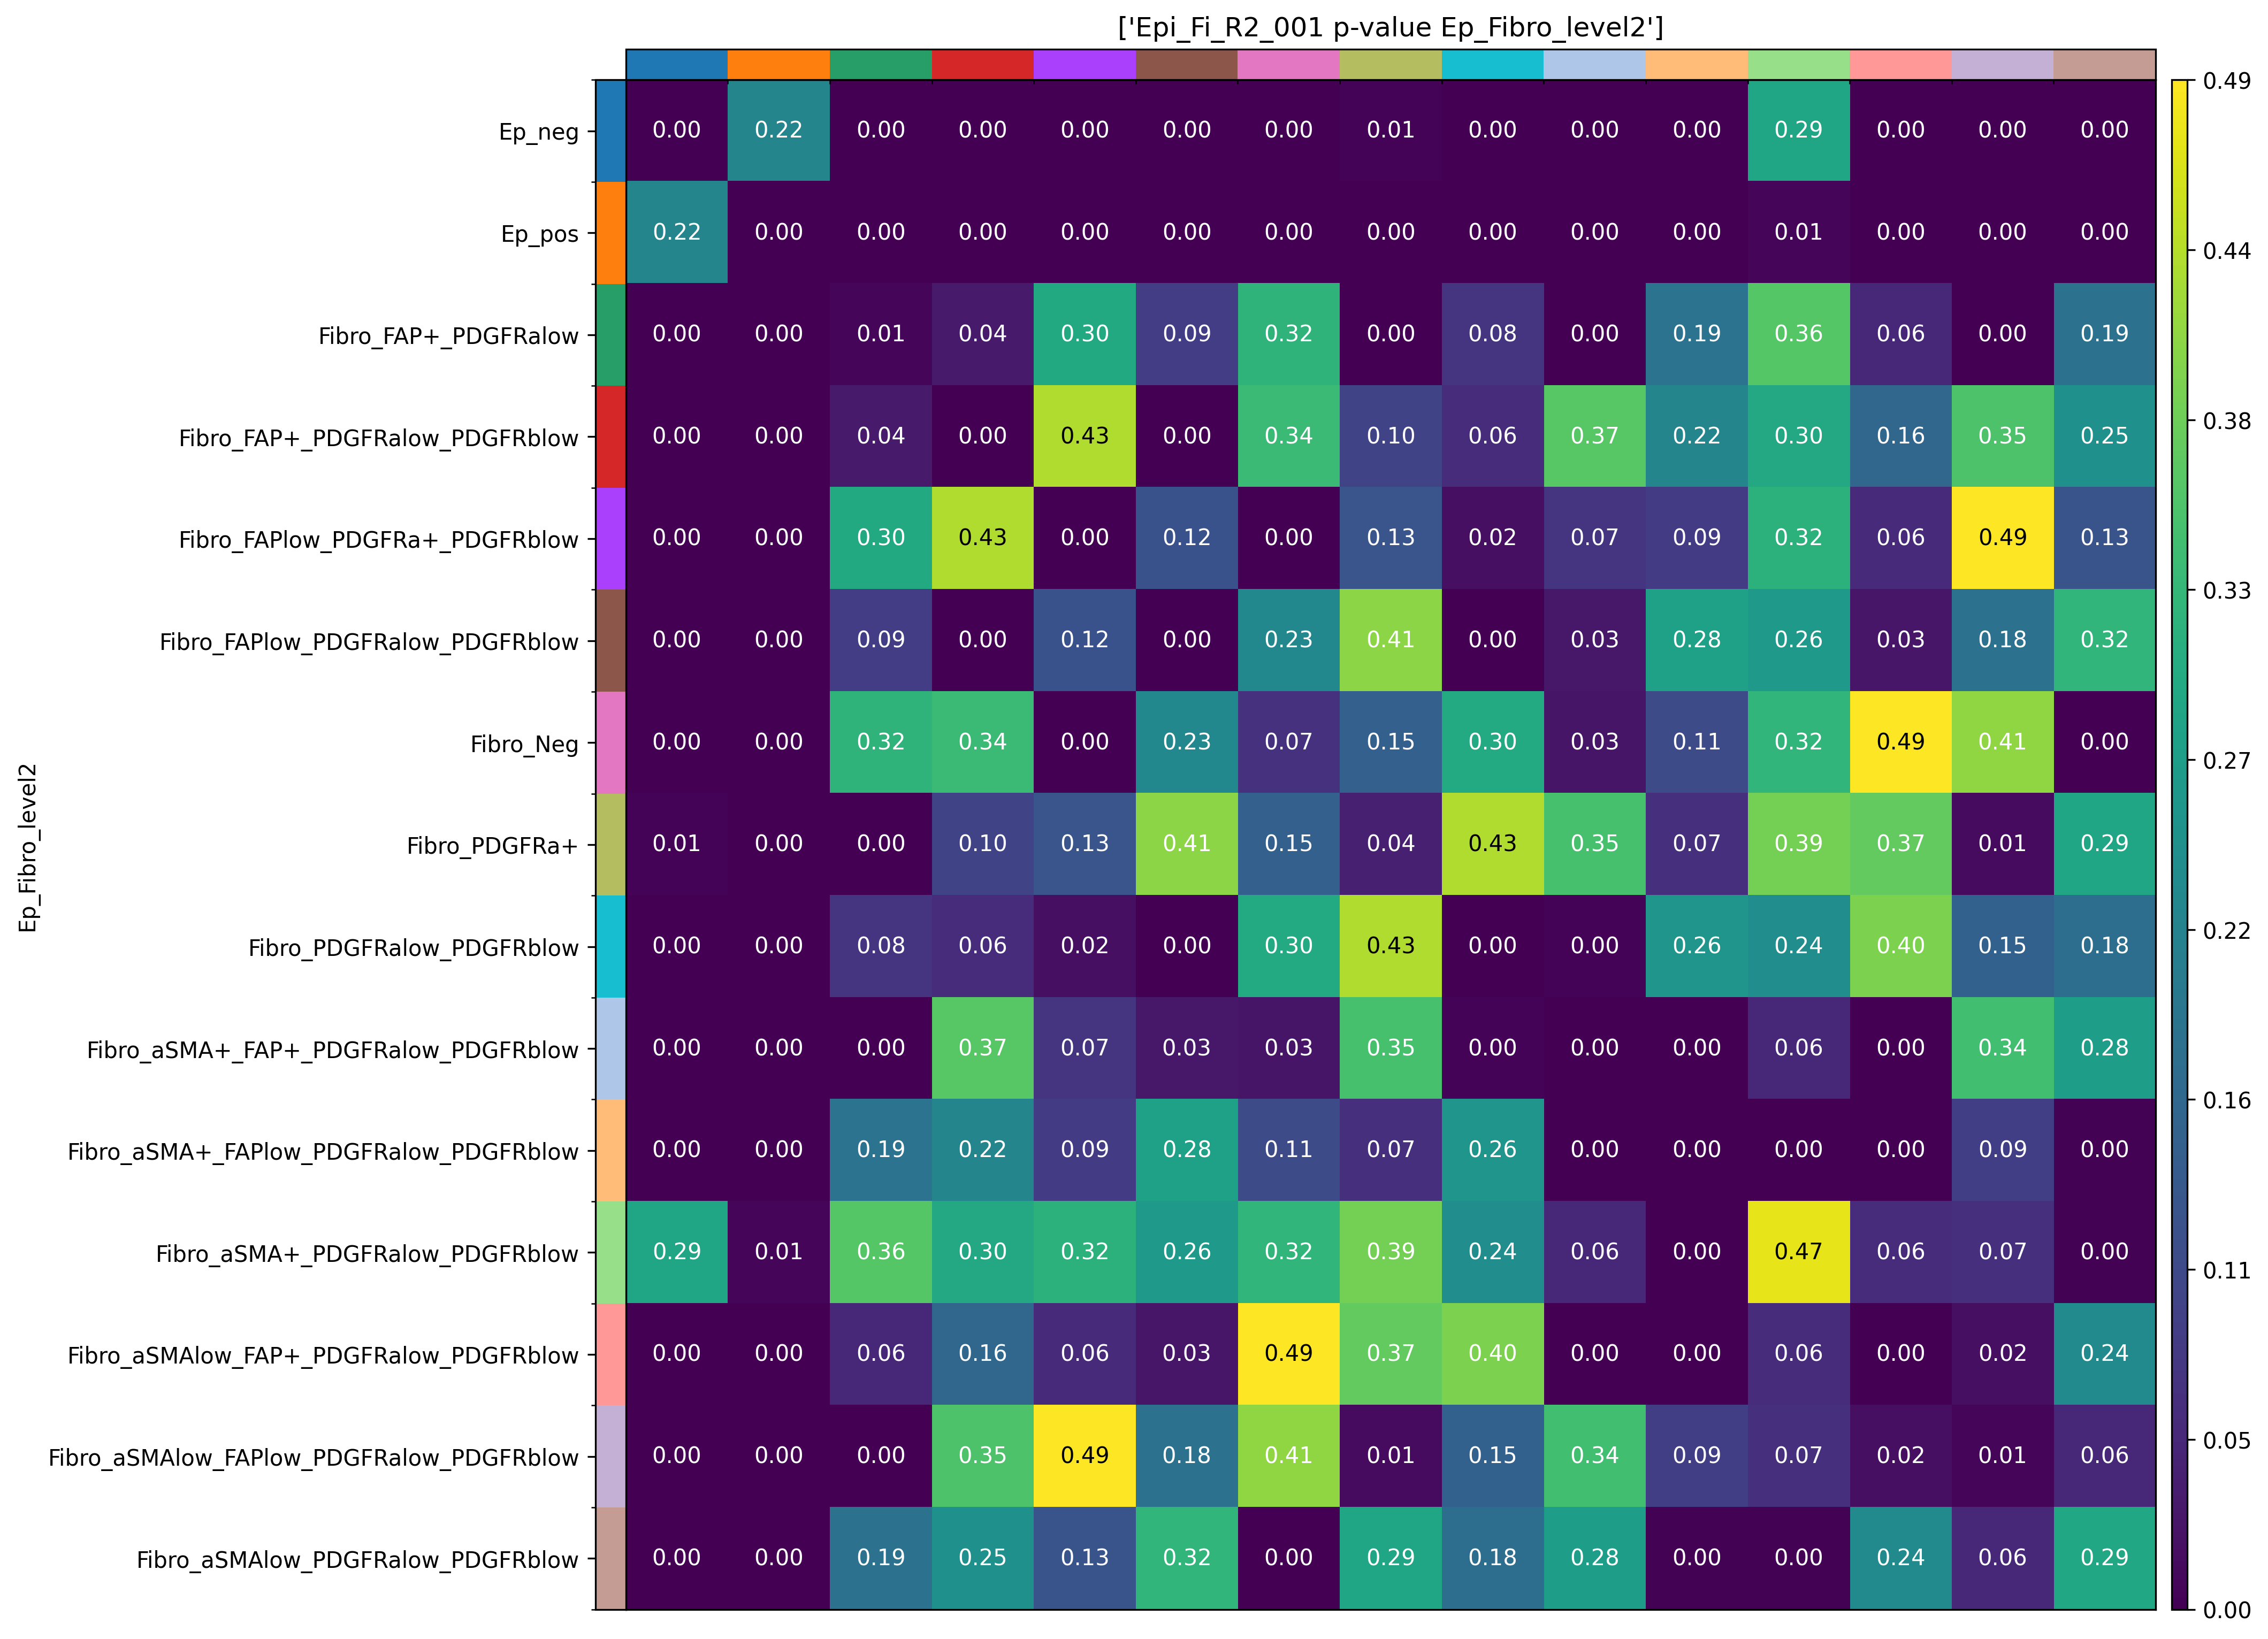 ['Epi_Fi_R2_001 p-value Ep_Fibro_level2']
Ep_Fibro_level2
Ep_neg 0.00 0.22 0.00 0.00 0.00 0.00 0.00 0.01 0.00 0.00 0.00 0.29 0.00 0.00 0.00
Ep_pos 0.22 0.00 0.00 0.00 0.00 0.00 0.00 0.00 0.00 0.00 0.00 0.01 0.00 0.00 0.00
Fibro_FAP+_PDGFRalow 0.00 0.00 0.01 0.04 0.30 0.09 0.32 0.00 0.08 0.00 0.19 0.36 0.06 0.00 0.19
Fibro_FAP+_PDGFRalow_PDGFRblow 0.00 0.00 0.04 0.00 0.43 0.00 0.34 0.10 0.06 0.37 0.22 0.30 0.16 0.35 0.25
Fibro_FAPlow_PDGFRa+_PDGFRblow 0.00 0.00 0.30 0.43 0.00 0.12 0.00 0.13 0.02 0.07 0.09 0.32 0.06 0.49 0.13
Fibro_FAPlow_PDGFRalow_PDGFRblow 0.00 0.00 0.09 0.00 0.12 0.00 0.23 0.41 0.00 0.03 0.28 0.26 0.03 0.18 0.32
Fibro_Neg 0.00 0.00 0.32 0.34 0.00 0.23 0.07 0.15 0.30 0.03 0.11 0.32 0.49 0.41 0.00
Fibro_PDGFRa+ 0.01 0.00 0.00 0.10 0.13 0.41 0.15 0.04 0.43 0.35 0.07 0.39 0.37 0.01 0.29
Fibro_PDGFRalow_PDGFRblow 0.00 0.00 0.08 0.06 0.02 0.00 0.30 0.43 0.00 0.00 0.26 0.24 0.40 0.15 0.18
Fibro_aSMA+_FAP+_PDGFRalow_PDGFRblow 0.00 0.00 0.00 0.37 0.07 0.03 0.03 0.35 0.00 0.00 0.00 0.06 0.00 0.34 0.28
Fibro_aSMA+_FAPlow_PDGFRalow_PDGFRblow 0.00 0.00 0.19 0.22 0.09 0.28 0.11 0.07 0.26 0.00 0.00 0.00 0.00 0.09 0.00
Fibro_aSMA+_PDGFRalow_PDGFRblow 0.29 0.01 0.36 0.30 0.32 0.26 0.32 0.39 0.24 0.06 0.00 0.47 0.06 0.07 0.00
Fibro_aSMAlow_FAP+_PDGFRalow_PDGFRblow 0.00 0.00 0.06 0.16 0.06 0.03 0.49 0.37 0.40 0.00 0.00 0.06 0.00 0.02 0.24
Fibro_aSMAlow_FAPlow_PDGFRalow_PDGFRblow 0.00 0.00 0.00 0.35 0.49 0.18 0.41 0.01 0.15 0.34 0.09 0.07 0.02 0.01 0.06
Fibro_aSMAlow_PDGFRalow_PDGFRblow 0.00 0.00 0.19 0.25 0.13 0.32 0.00 0.29 0.18 0.28 0.00 0.00 0.24 0.06 0.29
0.49
0.44
0.38
0.33
0.27
0.22
0.16
0.11
0.05
0.00